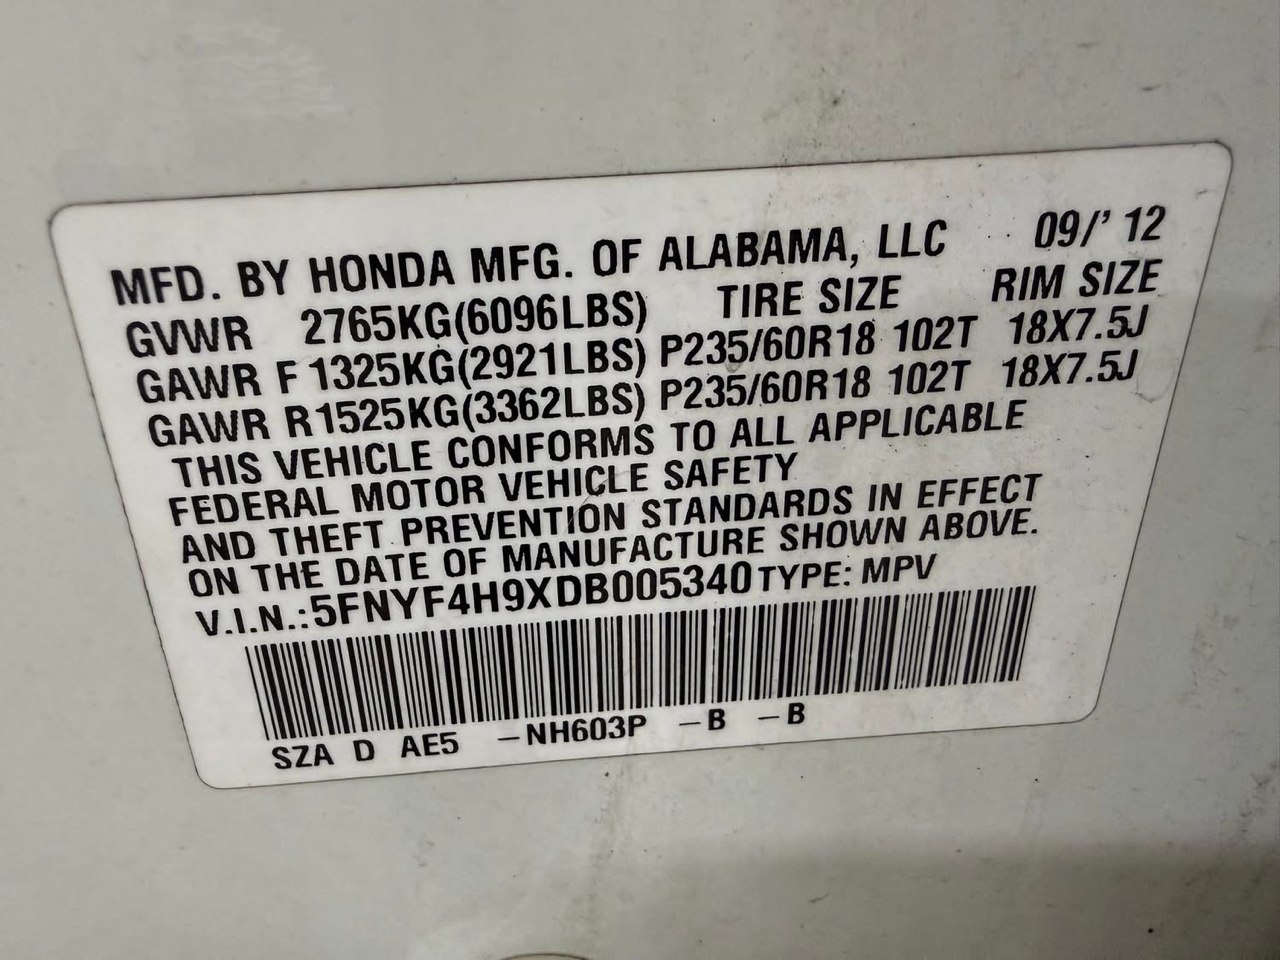 MFD. BY HONDA MFG. OF ALABAMA, LLC 09/' 12
GVWR 2765KG(6096LBS) TIRE SIZE RIM SIZE
GAWR F 1325KG(2921LBS) P235/60R18 102T 18X7.5J
GAWR R1525KG(3362LBS) P235/60R18 102T 18X7.5J
THIS VEHICLE CONFORMS TO ALL APPLICABLE
FEDERAL MOTOR VEHICLE SAFETY
AND THEFT PREVENTION STANDARDS IN EFFECT
ON THE DATE OF MANUFACTURE SHOWN ABOVE.
V.I.N.:5FNYF4H9XDB005340 TYPE: MPV
SZA D AE5 -NH603P -B -B